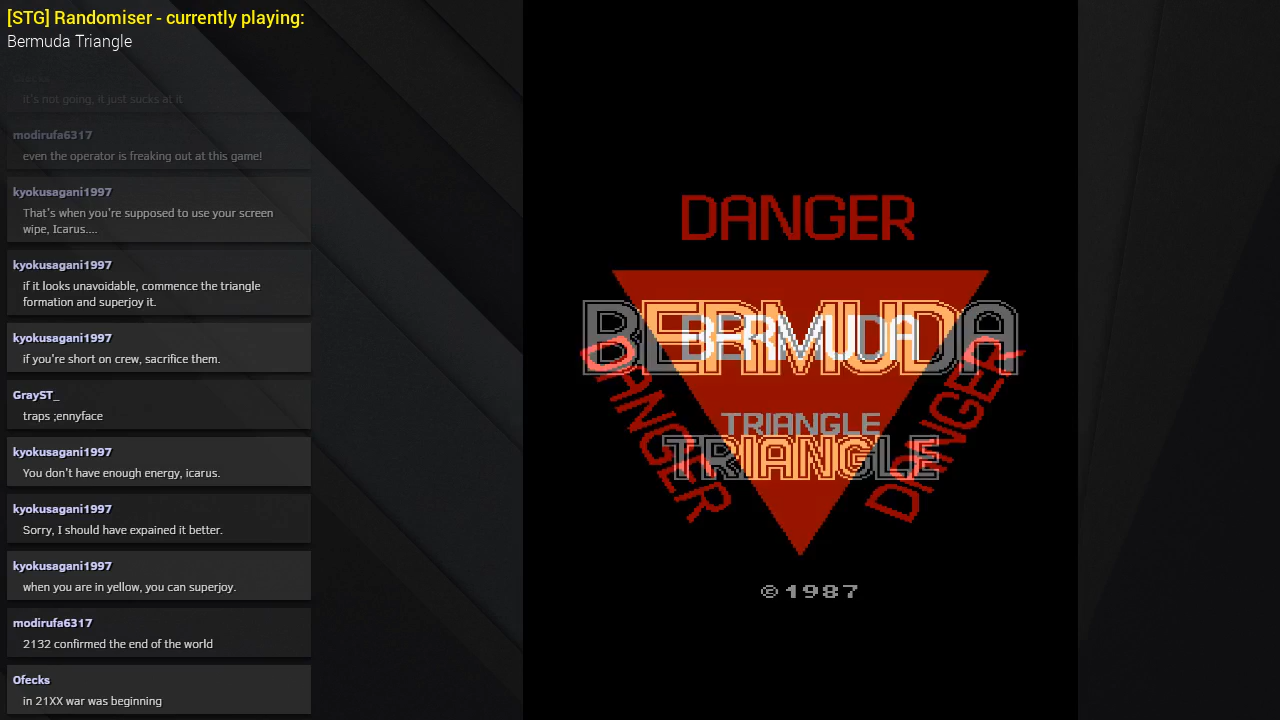 [STG] Randomiser - currently playing:
Bermuda Triangle
it's not going, it just sucks at it
modirufa6317
even the operator is freaking out at this game!
kyokusagani1997
That's when you're supposed to use your screen
wipe, Icarus....
kyokusagani1997
if it looks unavoidable, commence the triangle
formation and superjoy it.
kyokusagani1997
if you're short on crew, sacrifice them.
GrayST_
traps ;ennyface
kyokusagani1997
You don't have enough energy, icarus.
kyokusagani1997
Sorry, I should have expained it better.
kyokusagani1997
when you are in yellow, you can superjoy.
modirufa6317
2132 confirmed the end of the world
Ofecks
in 21XX war was beginning
DANGER
BERMUDA
BERMUDA
DANGER
DANGER
TRIANGLE
TRIANGLE
©1987